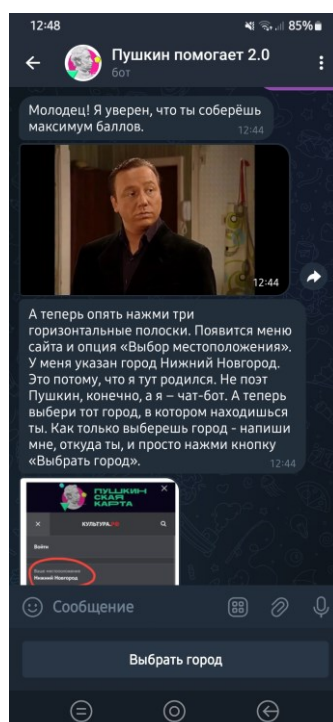 12:48
85%
Пушкин помогает 2.0
бот
Молодец! Я уверен, что ты соберёшь
максимум баллов.
12:44
12:44
А теперь опять нажми три
горизонтальные полоски. Появится меню
сайта и опция «Выбор местоположения».
У меня указан город Нижний Новгород.
Это потому, что я тут родился. Не поэт
Пушкин, конечно, а я – чат-бот. А теперь
выбери тот город, в котором находишься
ты. Как только выберешь город - напиши
мне, откуда ты, и просто нажми кнопку
«Выбрать город».
12:44
ПУШКИН
СКАЯ
КАРТА
КУЛЬТУРА.РФ
Войти
Ваше местоположение
Нижний Новгород
Сообщение
Выбрать город